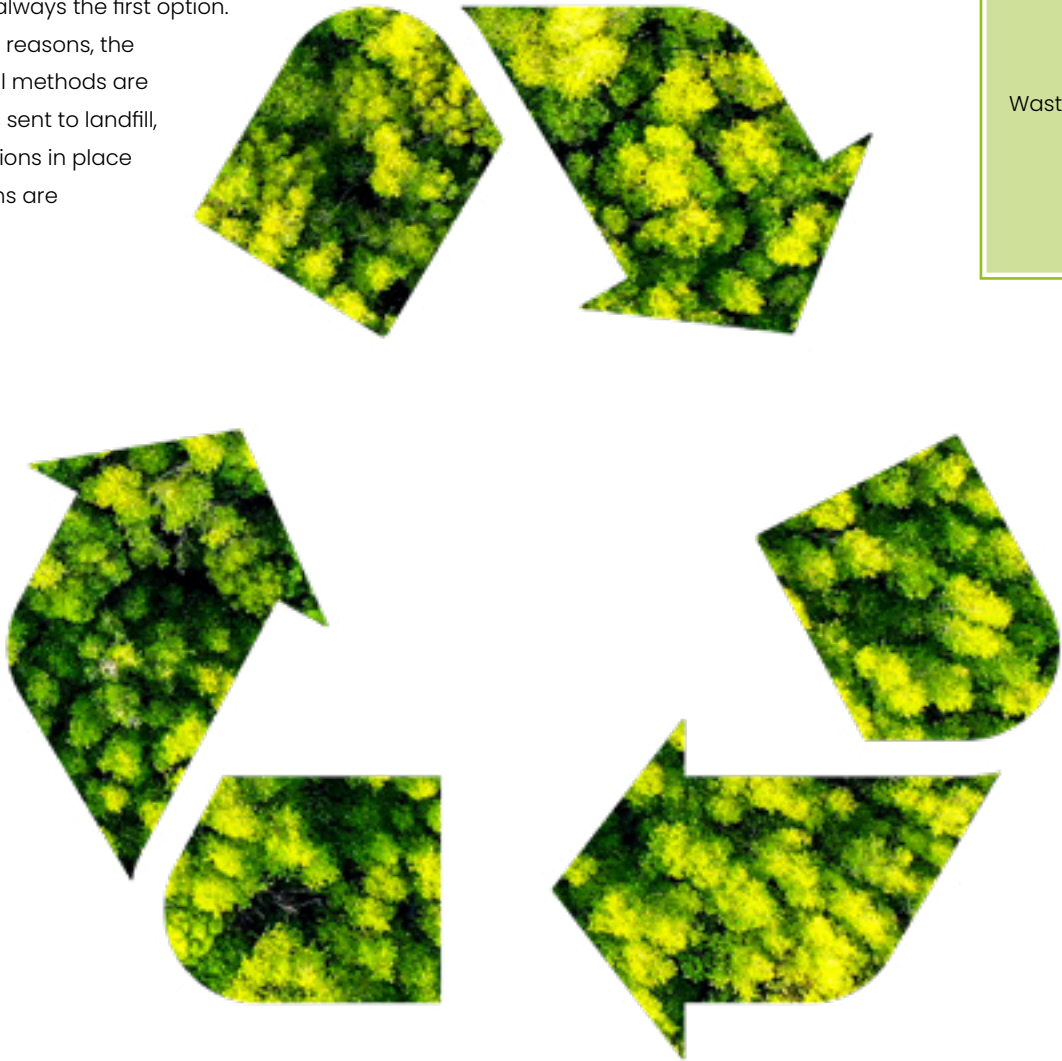 always the first option.
reasons, the
l methods are
sent to landfill,
ions in place
ns are
Wast